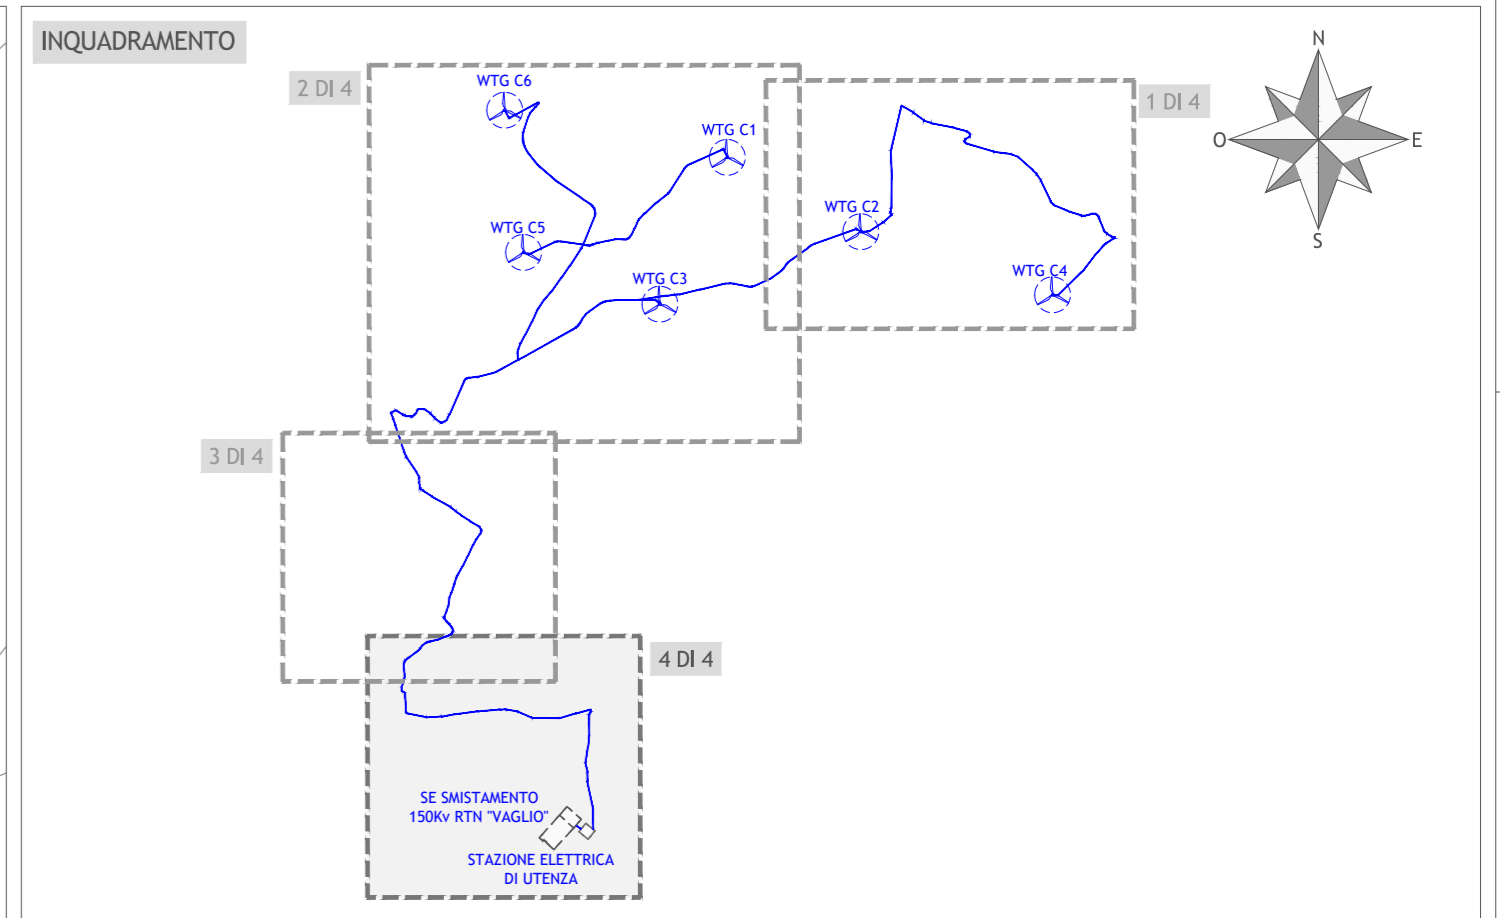 INQUADRAMENTO
N
2 DI 4
WTG C6
1 DI 4
WTG C1
O
E
WTG C2
WTG C5
S
WTG C3
WTG C4
3 DI 4
4 DI 4
SE SMISTAMENTO
150Kv RTN "VAGLIO"
STAZIONE ELETTRICA
DI UTENZA